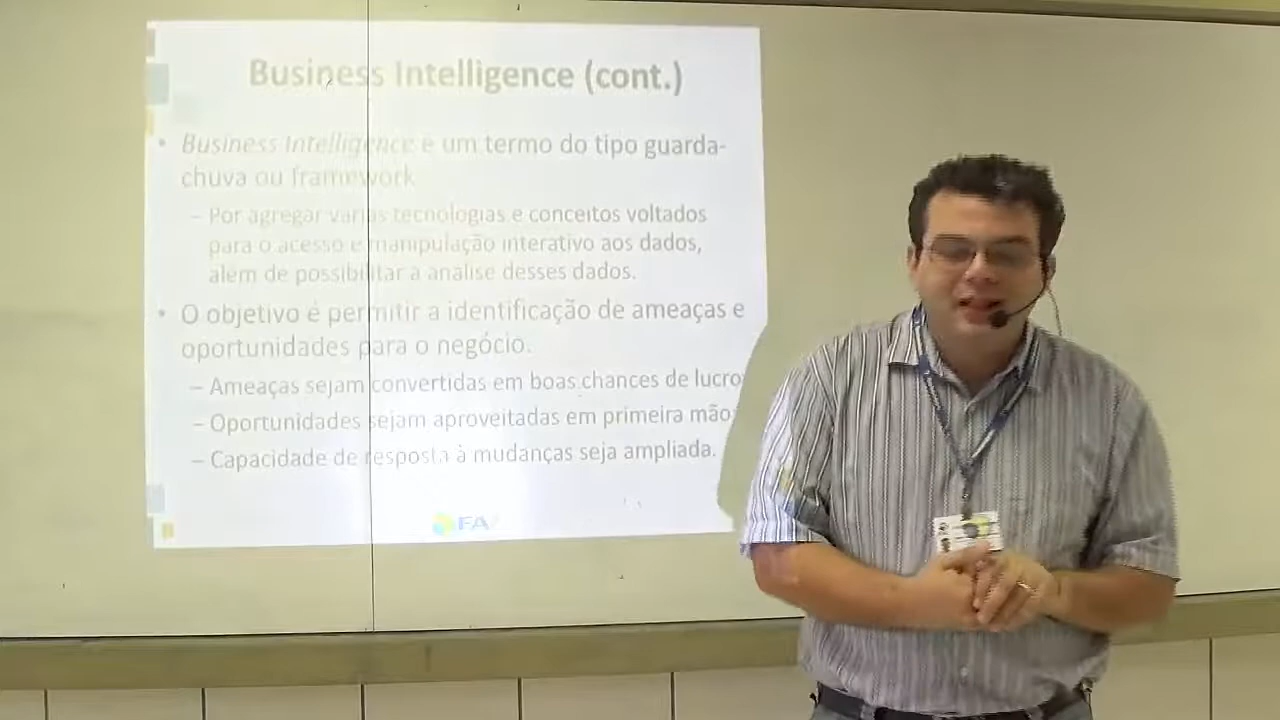 Business Intelligence (cont.)
• Business Intelligence é um termo do tipo guarda-
chuva ou framework
– Por agregar varias tecnologias e conceitos voltados
para o acesso e manipulação interativo aos dados,
alem de possibilitar a analise desses dados.
• O objetivo é permitir a identificação de ameaças e
oportunidades para o negócio.
– Ameaças sejam convertidas em boas chances de lucro
– Oportunidades sejam aproveitadas em primeira mão
– Capacidade de resposta à mudanças seja ampliada.